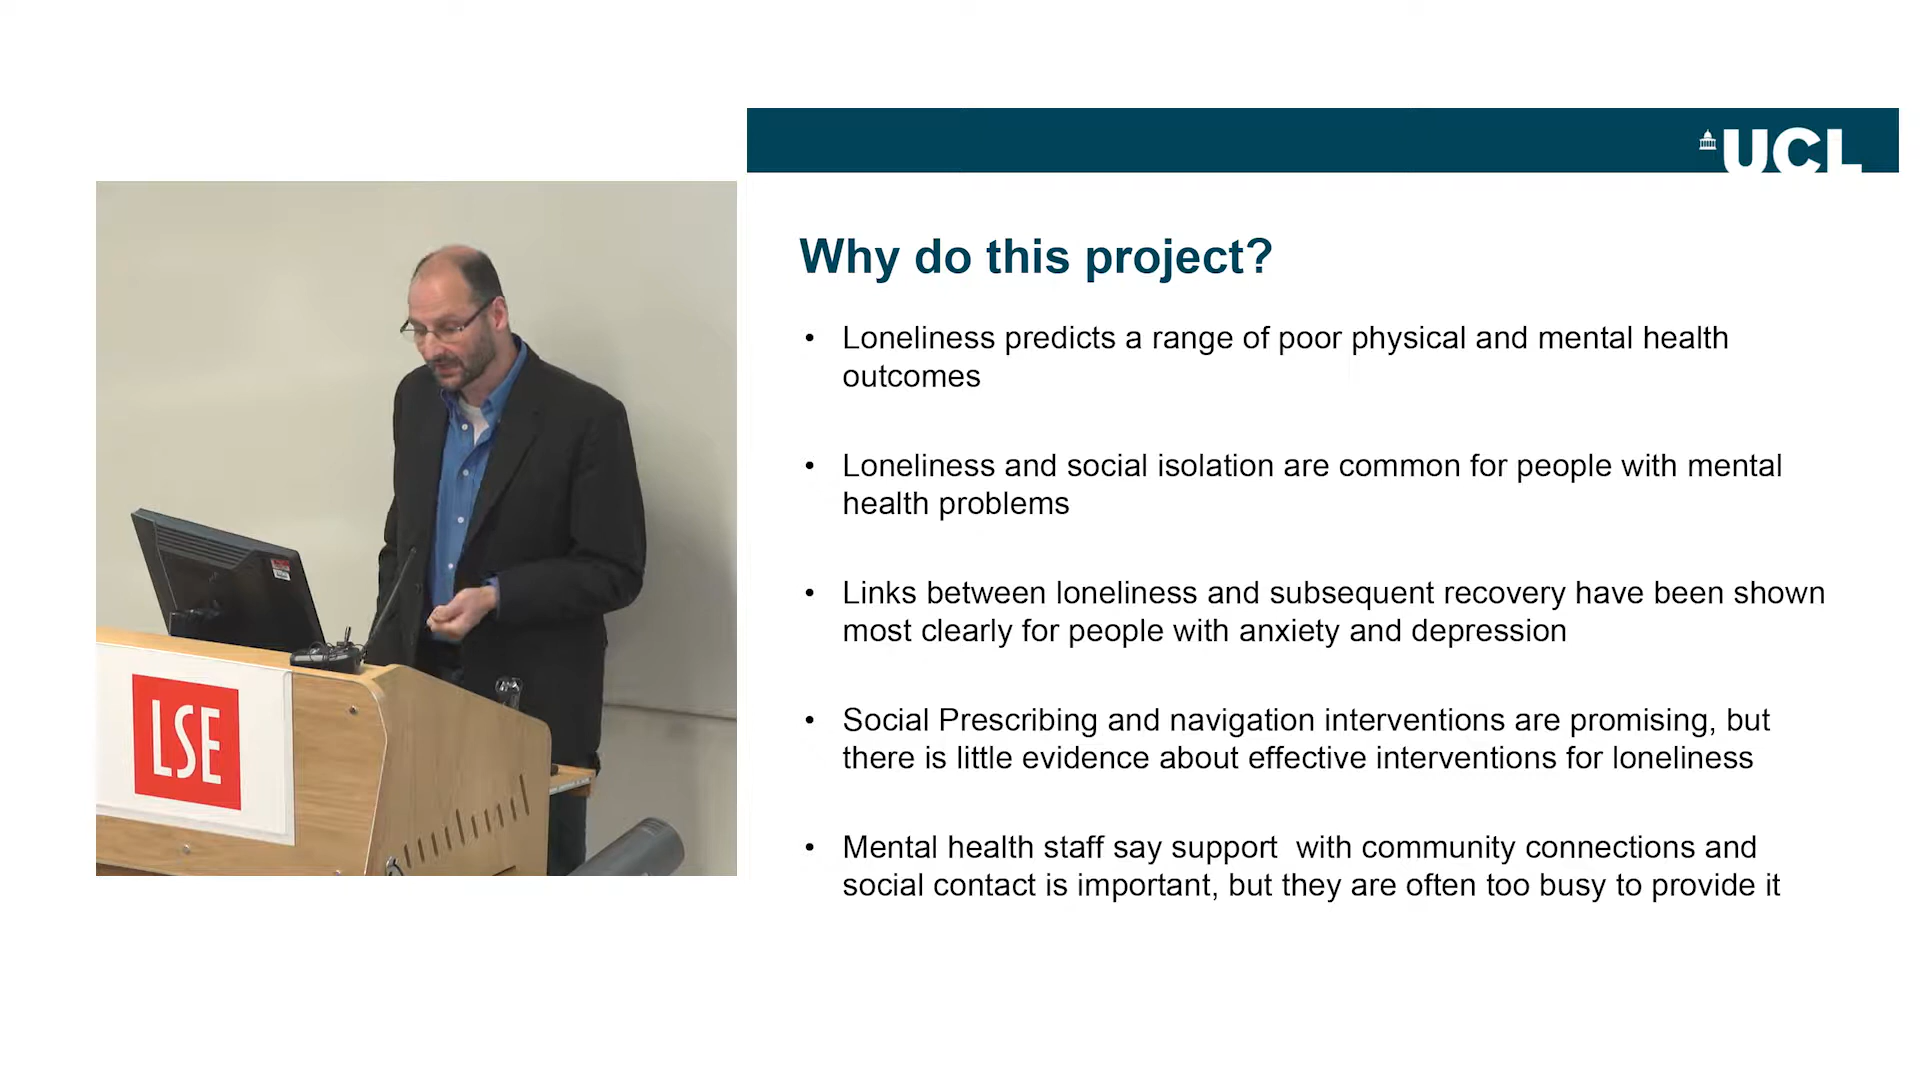 UCL
Why do this project?
• Loneliness predicts a range of poor physical and mental health
outcomes
• Loneliness and social isolation are common for people with mental
health problems
• Links between loneliness and subsequent recovery have been shown
most clearly for people with anxiety and depression
• Social Prescribing and navigation interventions are promising, but
there is little evidence about effective interventions for loneliness
• Mental health staff say support  with community connections and
social contact is important, but they are often too busy to provide it
LSE